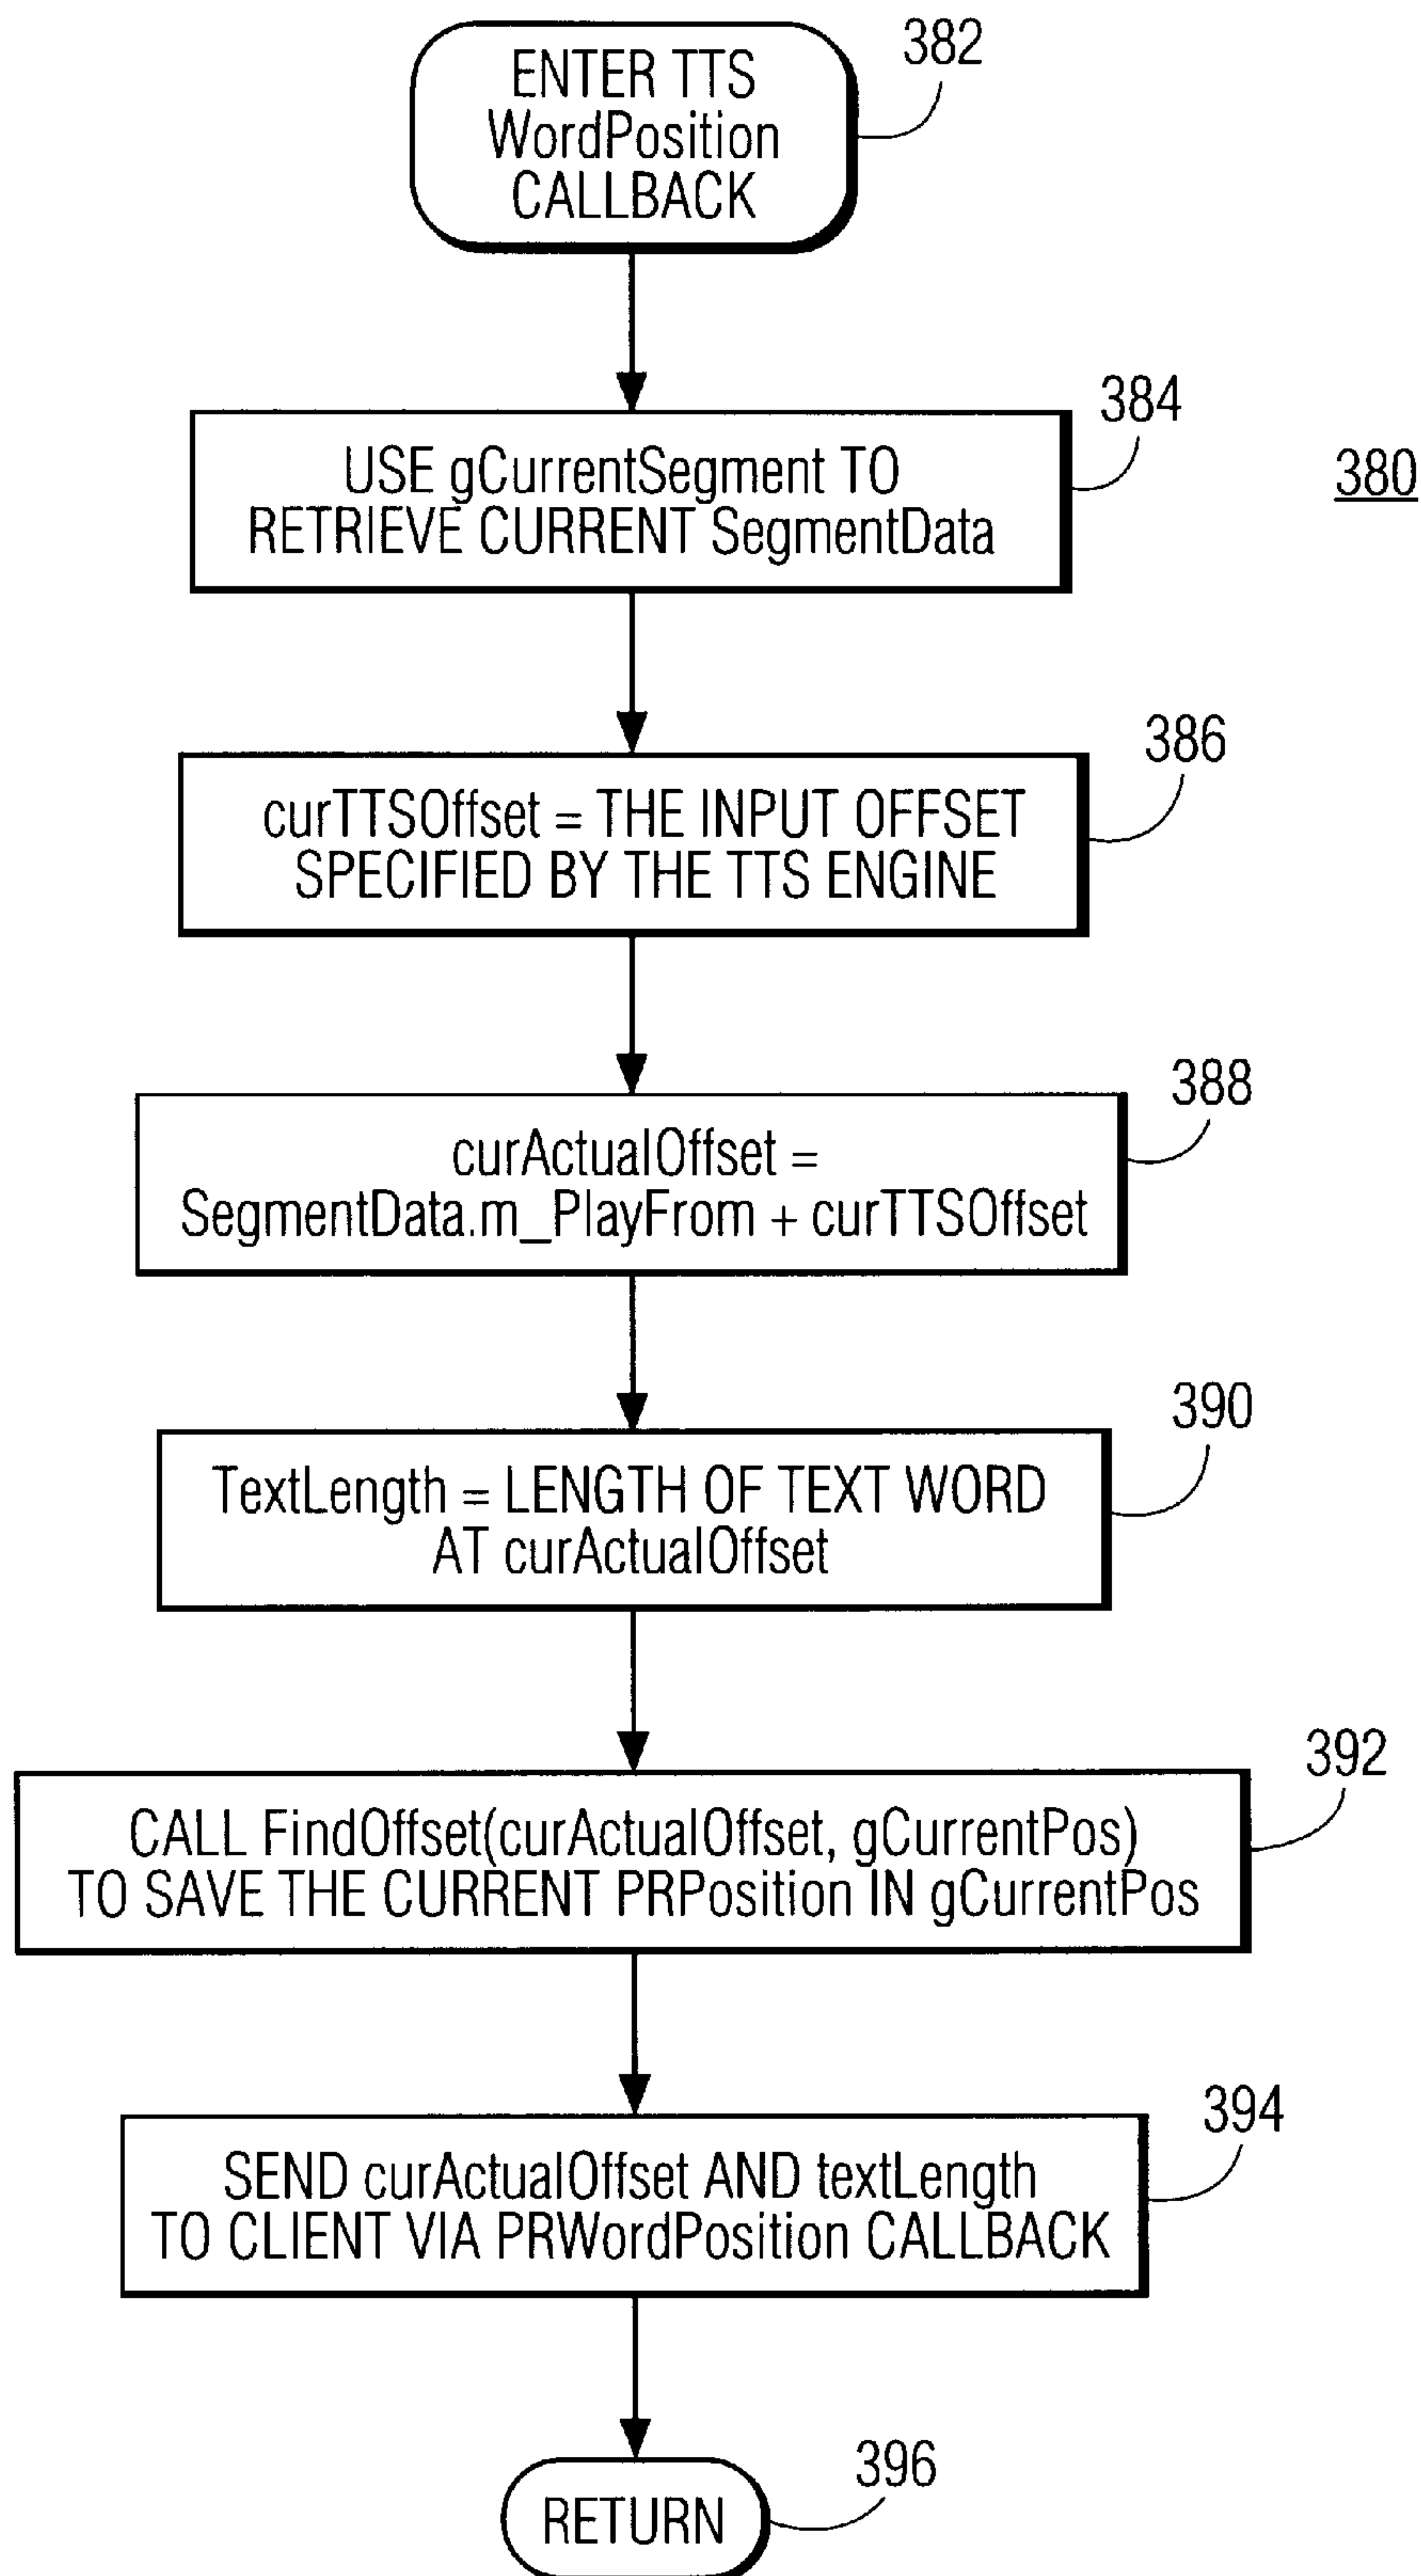 ENTER TTS
WordPosition
CALLBACK
382
384
USE gCurrentSegment TO
RETRIEVE CURRENT SegmentData
380
386
curTTSOffset = THE INPUT OFFSET
SPECIFIED BY THE TTS ENGINE
388
curActualOffset =
SegmentData.m_PlayFrom + curTTSOffset
390
TextLength = LENGTH OF TEXT WORD
AT curActualOffset
392
CALL FindOffset(curActualOffset, gCurrentPos)
TO SAVE THE CURRENT PRPosition IN gCurrentPos
394
SEND curActualOffset AND textLength
TO CLIENT VIA PRWordPosition CALLBACK
396
RETURN